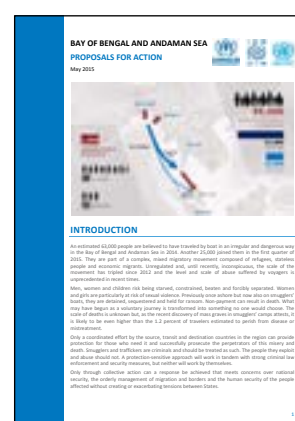 BAY OF BENGAL AND ANDAMAN SEA
PROPOSALS FOR ACTION
May 2015
INTRODUCTION
An estimated 63,000 people are believed to have traveled by boat in an irregular and dangerous way
in the Bay of Bengal and Andaman Sea in 2014. Another 25,000 joined them in the first quarter of
2015. They are part of a complex, mixed migratory movement composed of refugees, stateless
people and economic migrants. Unregulated and, until recently, inconspicuous, the scale of the
movement has tripled since 2012 and the level and scale of abuse suffered by voyagers is
unprecedented in recent times.
Men, women and children risk being starved, constrained, beaten and forcibly separated. Women
and girls are particularly at risk of sexual violence. Previously once ashore but now also on smugglers'
boats, they are detained, sequestered and held for ransom. Non-payment can result in death. What
may have begun as a voluntary journey is transformed into something no one would choose. The
scale of deaths is unknown but, as the recent discovery of mass graves in smugglers' camps attests, it
is likely to be even higher than the 1.2 percent of travelers estimated to perish from disease or
mistreatment.
Only a coordinated effort by the source, transit and destination countries in the region can provide
protection for those who need it and successfully prosecute the perpetrators of this misery and
death. Smugglers and traffickers are criminals and should be treated as such. The people they exploit
and abuse should not. A protection-sensitive approach will work in tandem with strong criminal law
enforcement and security measures, but neither will work by themselves.
Only through collective action can a response be achieved that meets concerns over national
security, the orderly management of migration and borders and the human security of the people
affected without creating or exacerbating tensions between States.
1